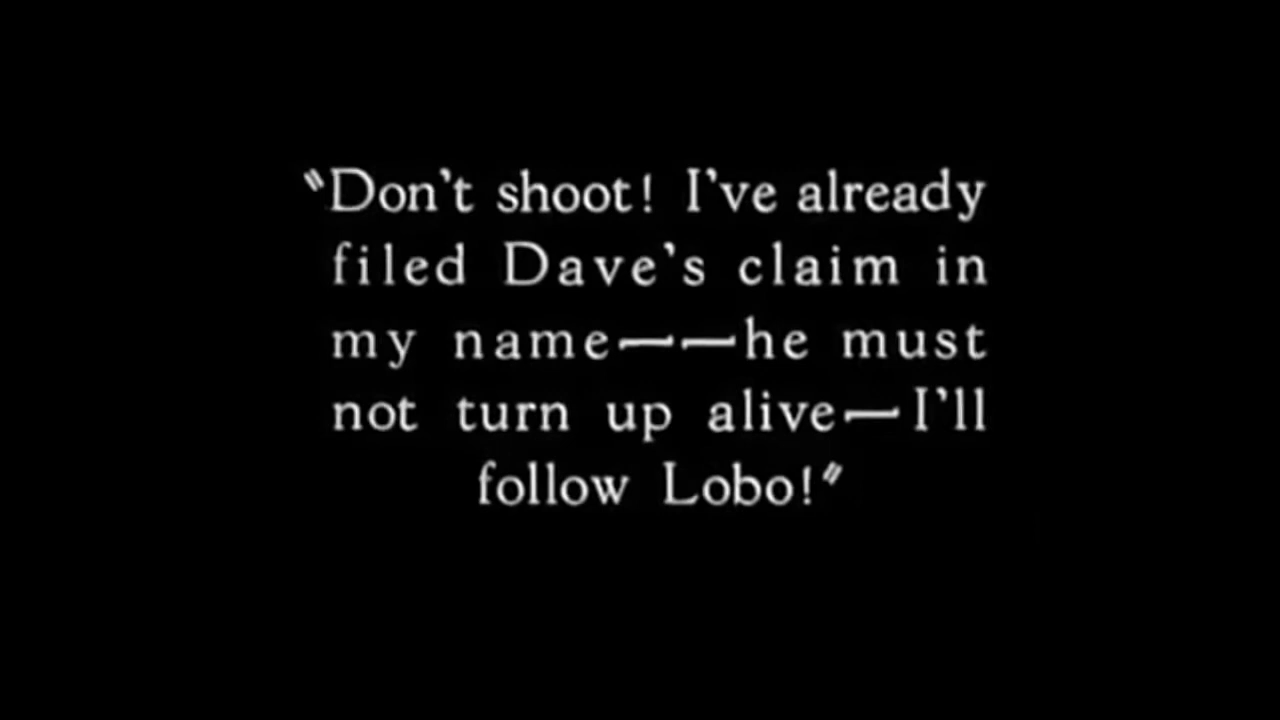 "Don't shoot! I've already
filed Dave's claim in
my name——he must
not turn up alive—I'll
follow Lobo!"